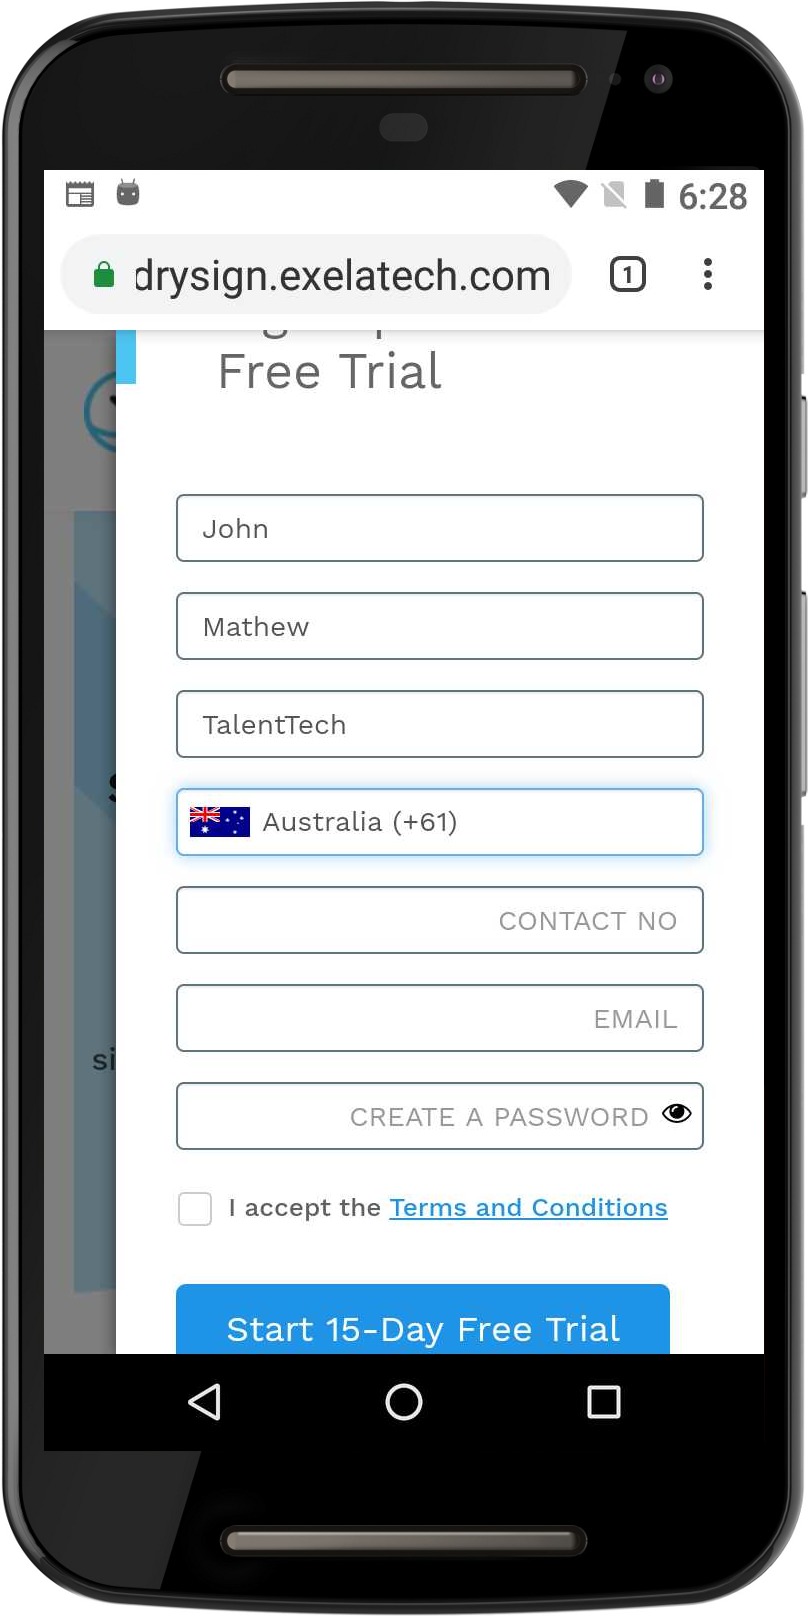 6:28
drysign.exelatech.com
1
Free Trial
John
Mathew
TalentTech
Australia (+61)
CONTACT NO
EMAIL
si
CREATE A PASSWORD
I accept the Terms and Conditions
Start 15-Day Free Trial